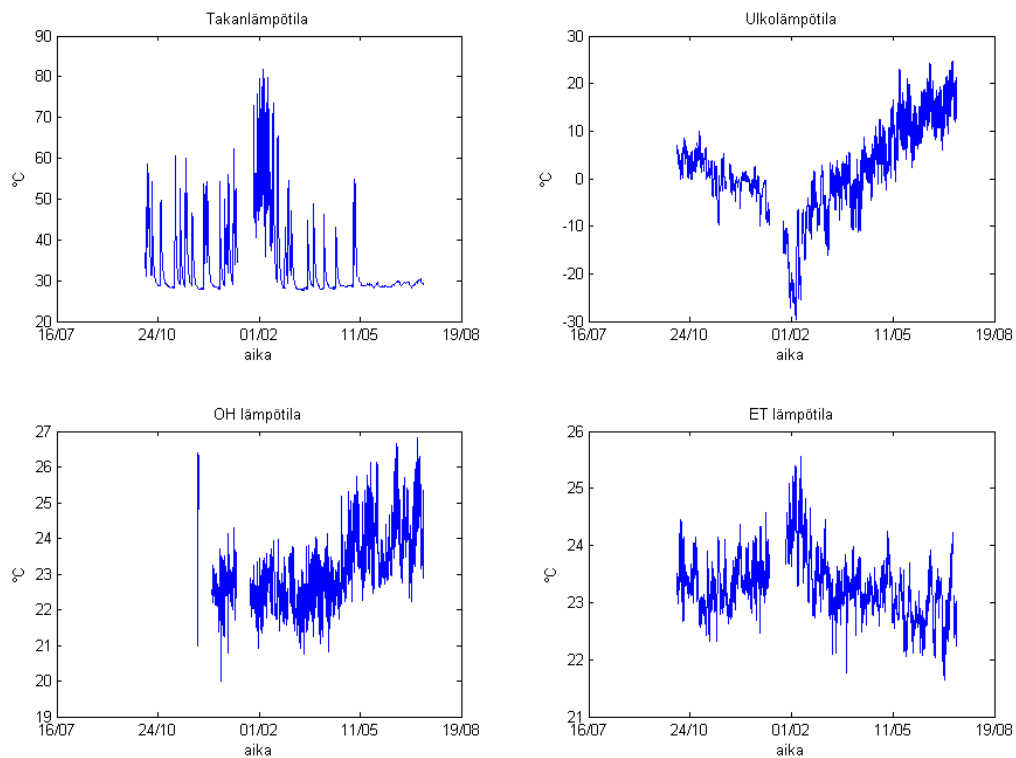 Takanlämpötila
90
80
70
60
50
40
30
20
°C
16/07 24/10 01/02 11/05 19/08
aika
Ulkolämpötila
30
20
10
0
-10
-20
-30
°C
16/07 24/10 01/02 11/05 19/08
aika
OH lämpötila
27
26
25
24
23
22
21
20
19
°C
16/07 24/10 01/02 11/05 19/08
aika
ET lämpötila
26
25
24
23
22
21
°C
16/07 24/10 01/02 11/05 19/08
aika